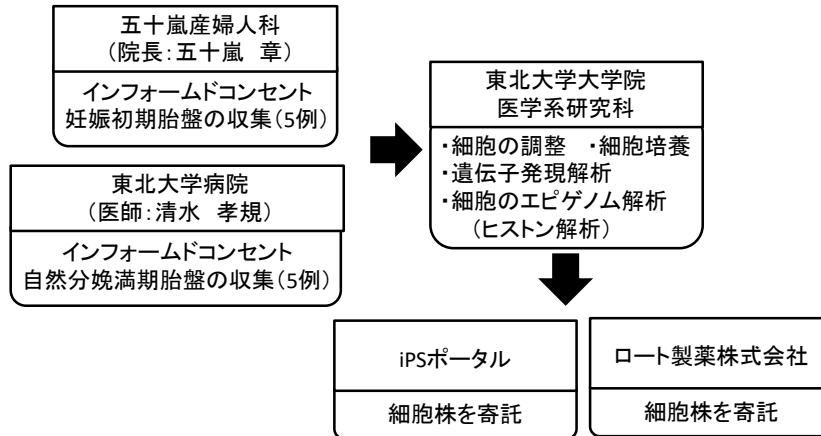 五十嵐産婦人科
（院長：五十嵐　章）
インフォームドコンセント
妊娠初期胎盤の収集（5例）
東北大学病院
（医師：清水　孝規）
インフォームドコンセント
自然分娩満期胎盤の収集（5例）
東北大学大学院
医学系研究科
・細胞の調整　・細胞培養
・遺伝子発現解析
・細胞のエピゲノム解析
（ヒストン解析）
iPSポータル
細胞株を寄託
ロート製薬株式会社
細胞株を寄託